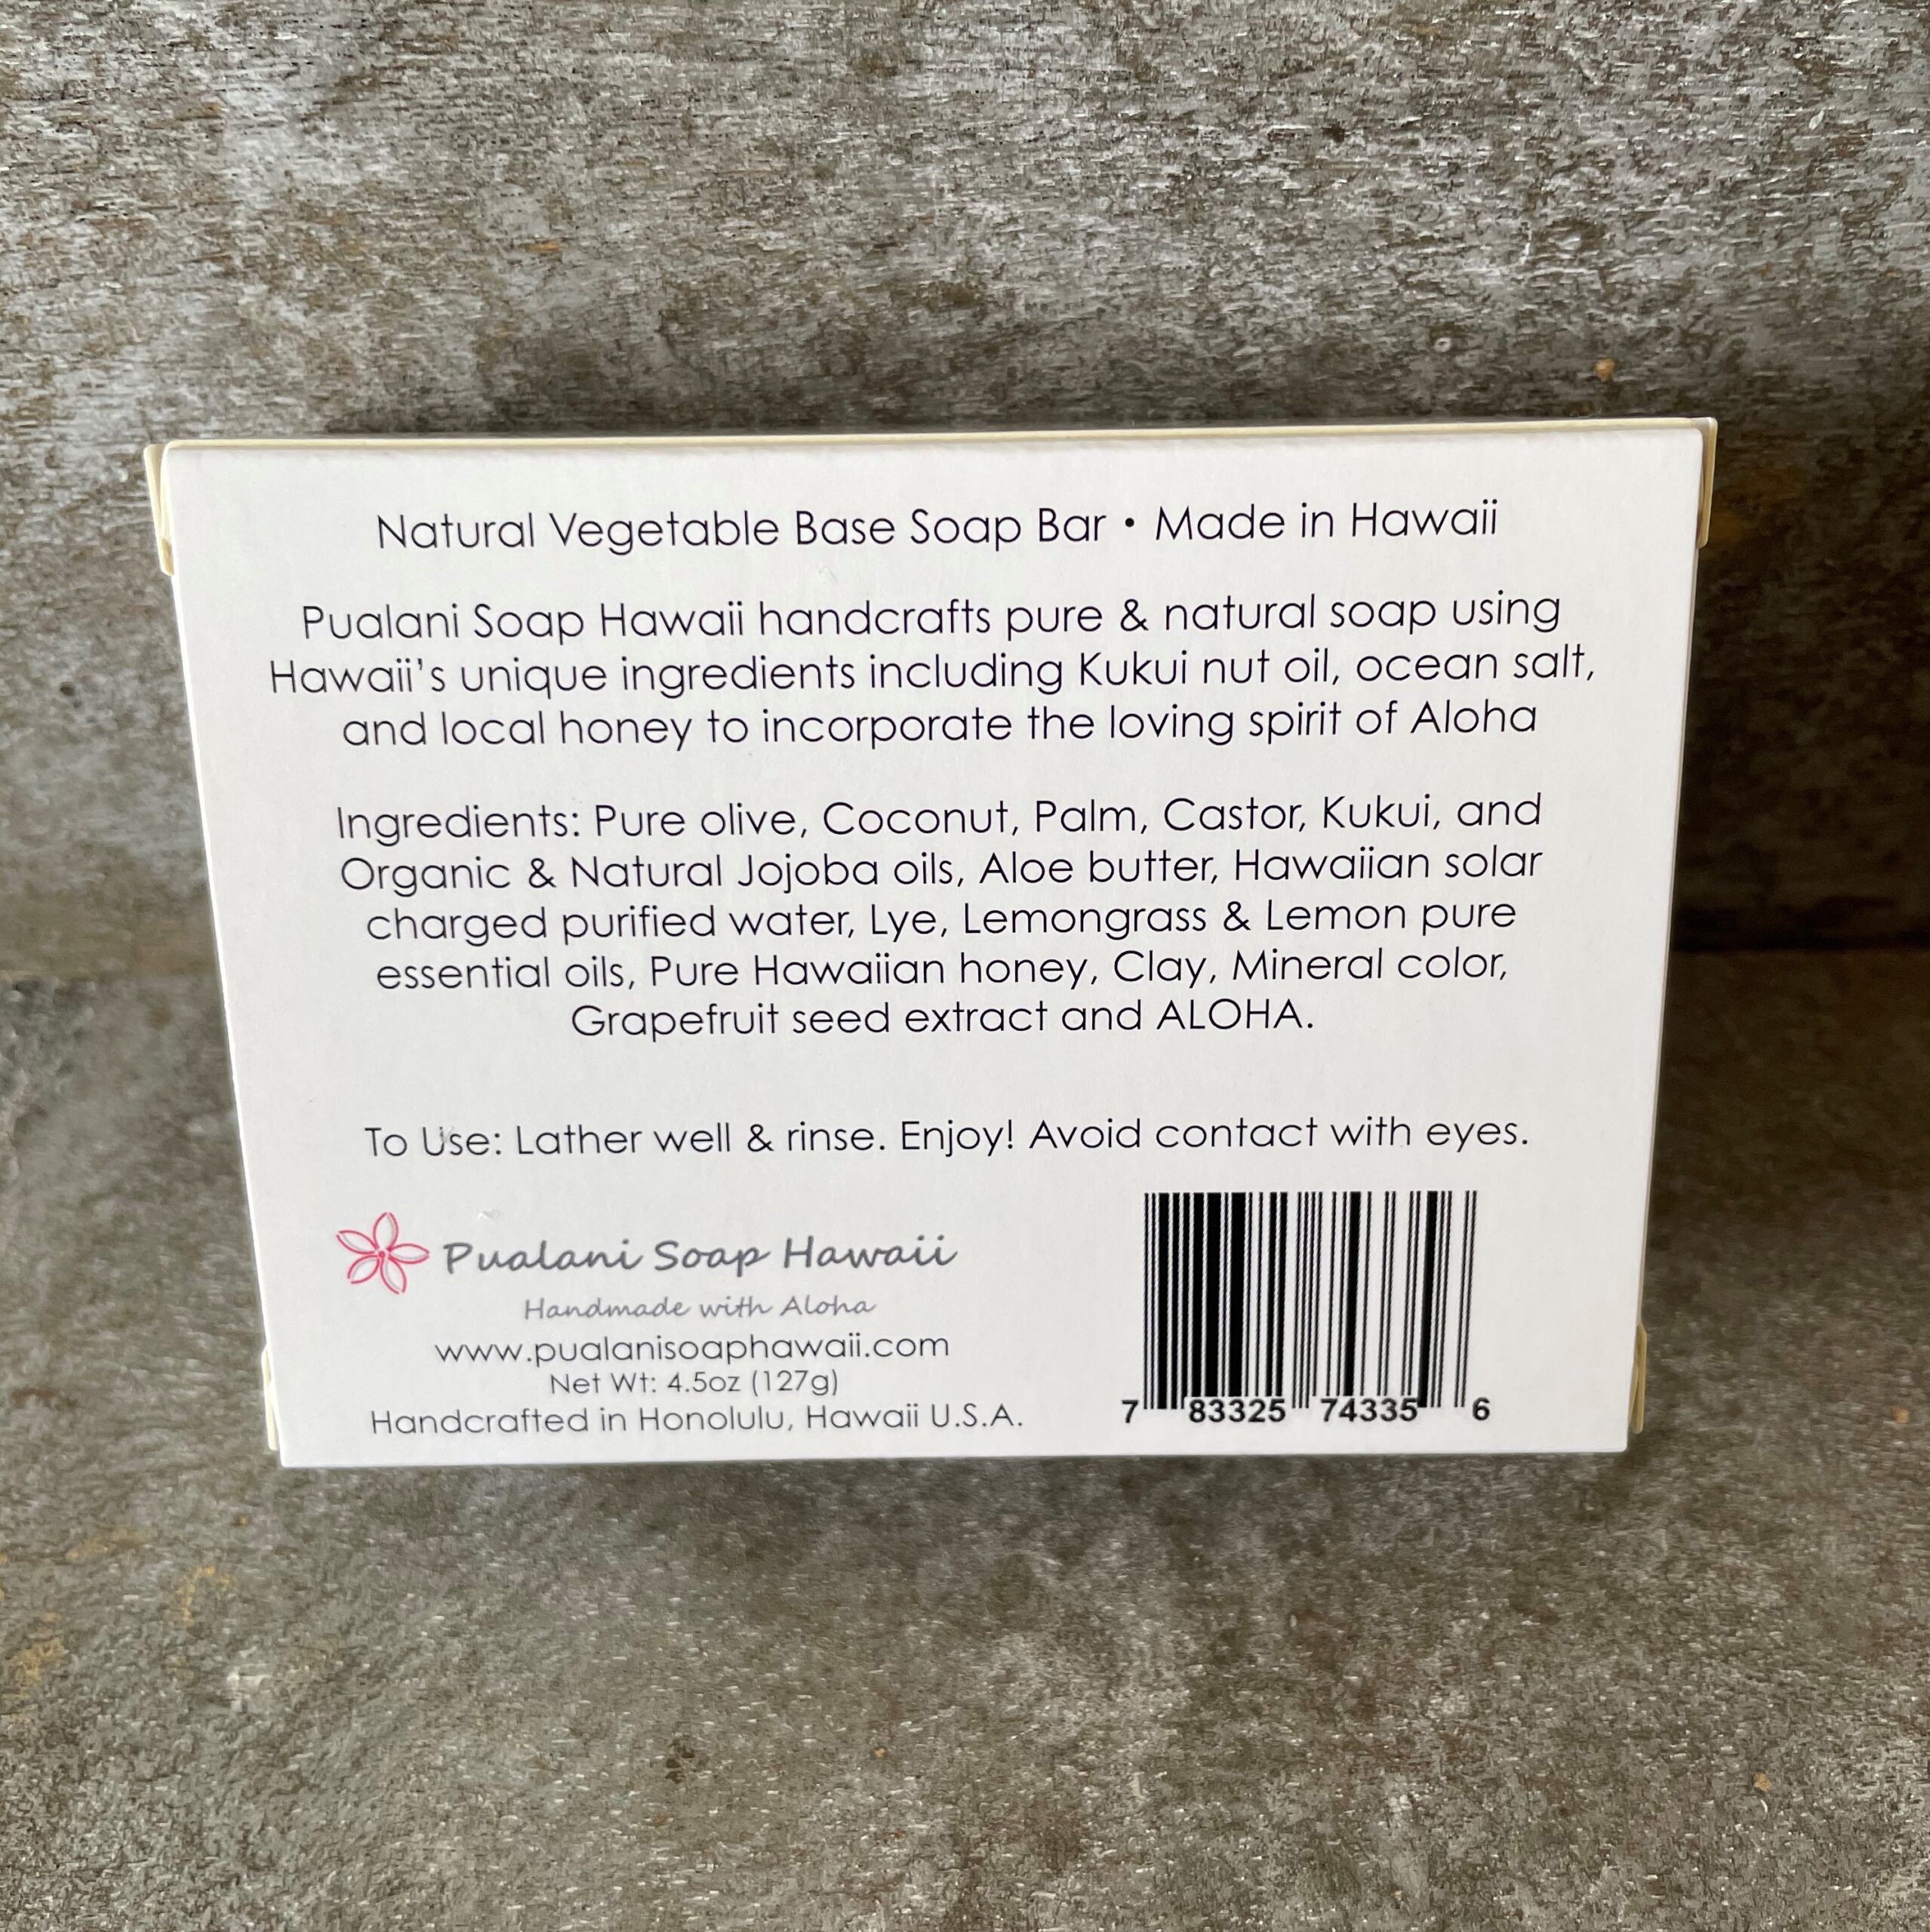 Natural Vegetable Base Soap Bar • Made in Hawaii
Pualani Soap Hawaii handcrafts pure & natural soap using
Hawaii's unique ingredients including Kukui nut oil, ocean salt,
and local honey to incorporate the loving spirit of Aloha
Ingredients: Pure olive, Coconut, Palm, Castor, Kukui, and
Organic & Natural Jojoba oils, Aloe butter, Hawaiian solar
charged purified water, Lye, Lemongrass & Lemon pure
essential oils, Pure Hawaiian honey, Clay, Mineral color,
Grapefruit seed extract and ALOHA.
To Use: Lather well & rinse. Enjoy! Avoid contact with eyes.
Pualani Soap Hawaii
Handmade with Aloha
www.pualanisoaphawaii.com
Net Wt: 4.5oz (127g)
Handcrafted in Honolulu, Hawaii U.S.A.
7 83325 74335 6